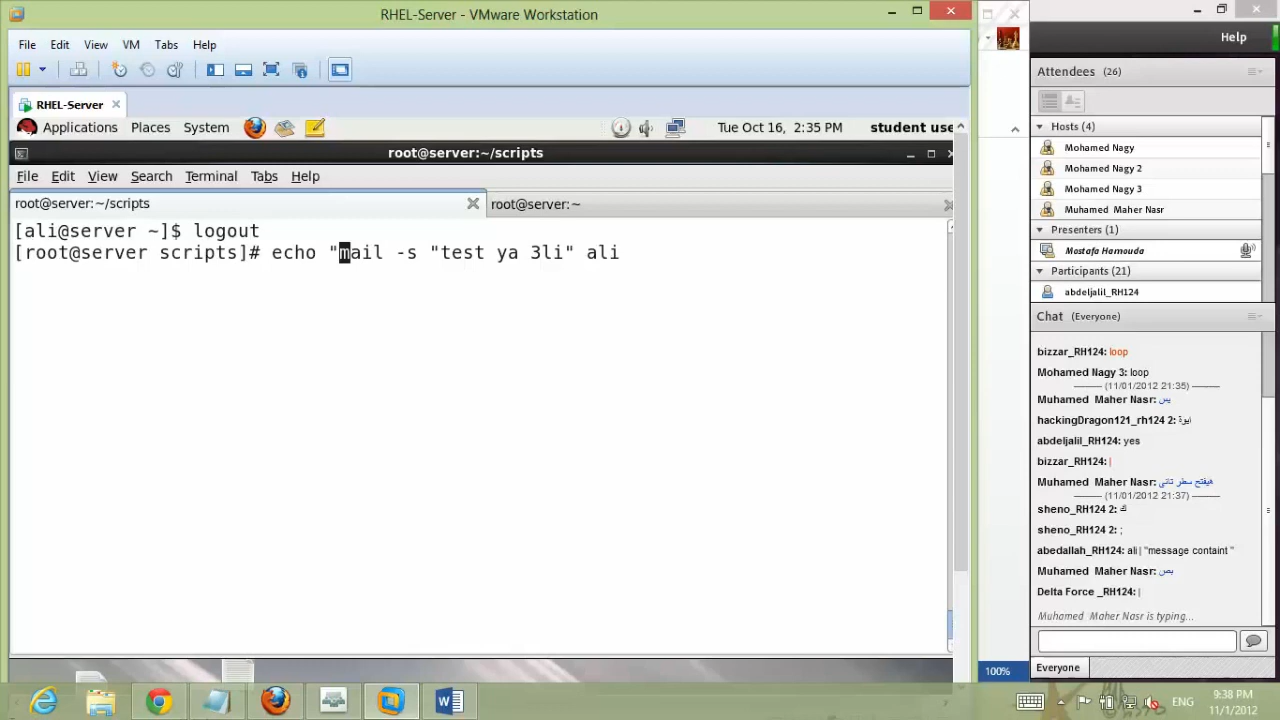 RHEL-Server - VMware Workstation
File Edit View VM Tabs Help
RHEL-Server
Applications Places System Tue Oct 16, 2:35 PM student use
root@server:~/scripts
File Edit View Search Terminal Tabs Help
root@server:~/scripts root@server:~
[ali@server ~]$ logout
[root@server scripts]# echo "mail -s "test ya 3li" ali
100%
Help
Attendees (26)
Hosts (4)
Mohamed Nagy
Mohamed Nagy 2
Mohamed Nagy 3
Muhamed Maher Nasr
Presenters (1)
Mostafa Hamouda
Participants (21)
abdeljalil_RH124
Chat (Everyone)
bizzar_RH124: loop
Mohamed Nagy 3: loop
(11/01/2012 21:35)
Muhamed Maher Nasr: يس
hackingDragon121_rh124 2: ايوة
abdeljalil_RH124: yes
bizzar_RH124: |
Muhamed Maher Nasr: هيفتح سطر تانى
(11/01/2012 21:37)
sheno_RH124 2: ك
sheno_RH124 2: ;
abedallah_RH124: ali | "message containt "
Muhamed Maher Nasr: بص
Delta Force _RH124: |
Muhamed Maher Nasr is typing...
Everyone
ENG
9:38 PM
11/1/2012